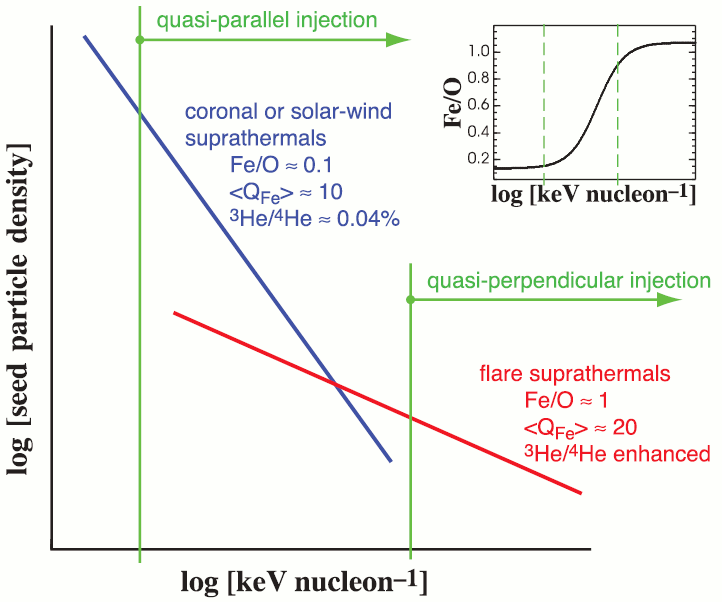 quasi-parallel injection
coronal or solar-wind
suprathermals
Fe/O ≈ 0.1
<Q_Fe> ≈ 10
³He/⁴He ≈ 0.04%
Fe/O
1.0
0.8
0.6
0.4
0.2
log [keV nucleon⁻¹]
quasi-perpendicular injection
flare suprathermals
Fe/O ≈ 1
<Q_Fe> ≈ 20
³He/⁴He enhanced
log [seed particle density]
log [keV nucleon⁻¹]